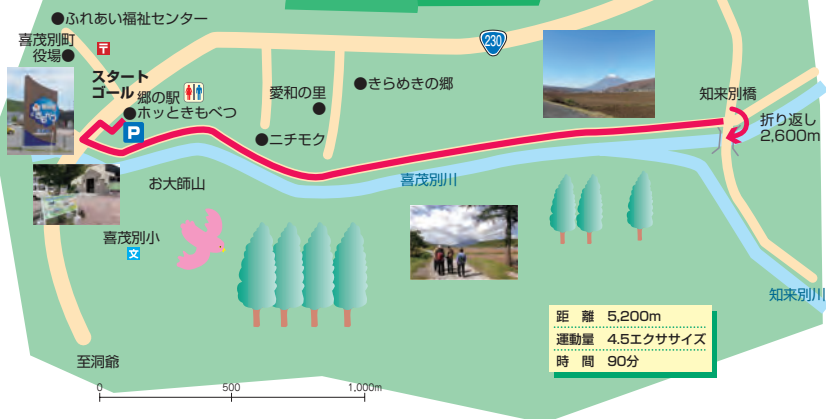 ●ふれあい福祉センター
喜茂別町
役場●
〒
スタート
ゴール
郷の駅
●ホッときもべつ
P
愛和の里
●
●きらめきの郷
●ニチモク
230
知来別橋
折り返し
2,600m
お大師山
喜茂別川
喜茂別小
文
知来別川
距　離　5,200m
運動量　4.5エクササイズ
時　間　90分
至洞爺
0　500　1,000m